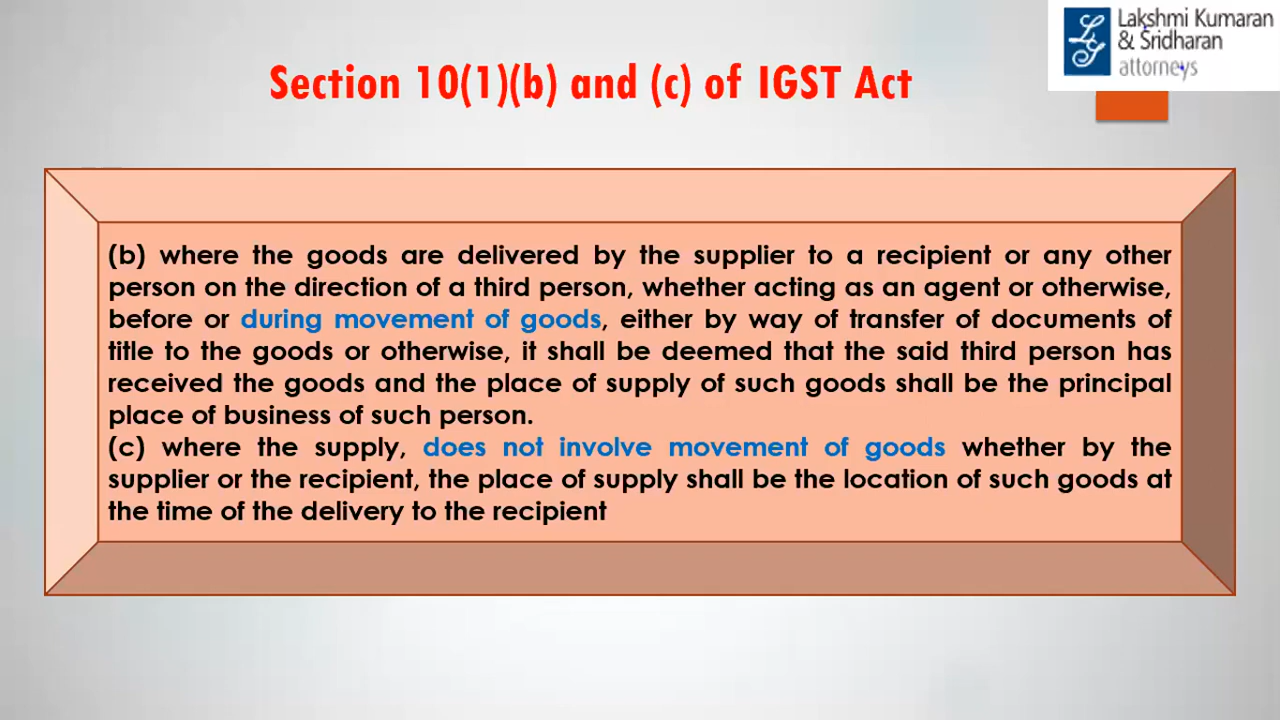 Lakshmi Kumaran
& Sridharan
attorneys
Section 10(1)(b) and (c) of IGST Act
(b) where the goods are delivered by the supplier to a recipient or any other
person on the direction of a third person, whether acting as an agent or otherwise,
before or during movement of goods, either by way of transfer of documents of
title to the goods or otherwise, it shall be deemed that the said third person has
received the goods and the place of supply of such goods shall be the principal
place of business of such person.
(c) where the supply, does not involve movement of goods whether by the
supplier or the recipient, the place of supply shall be the location of such goods at
the time of the delivery to the recipient